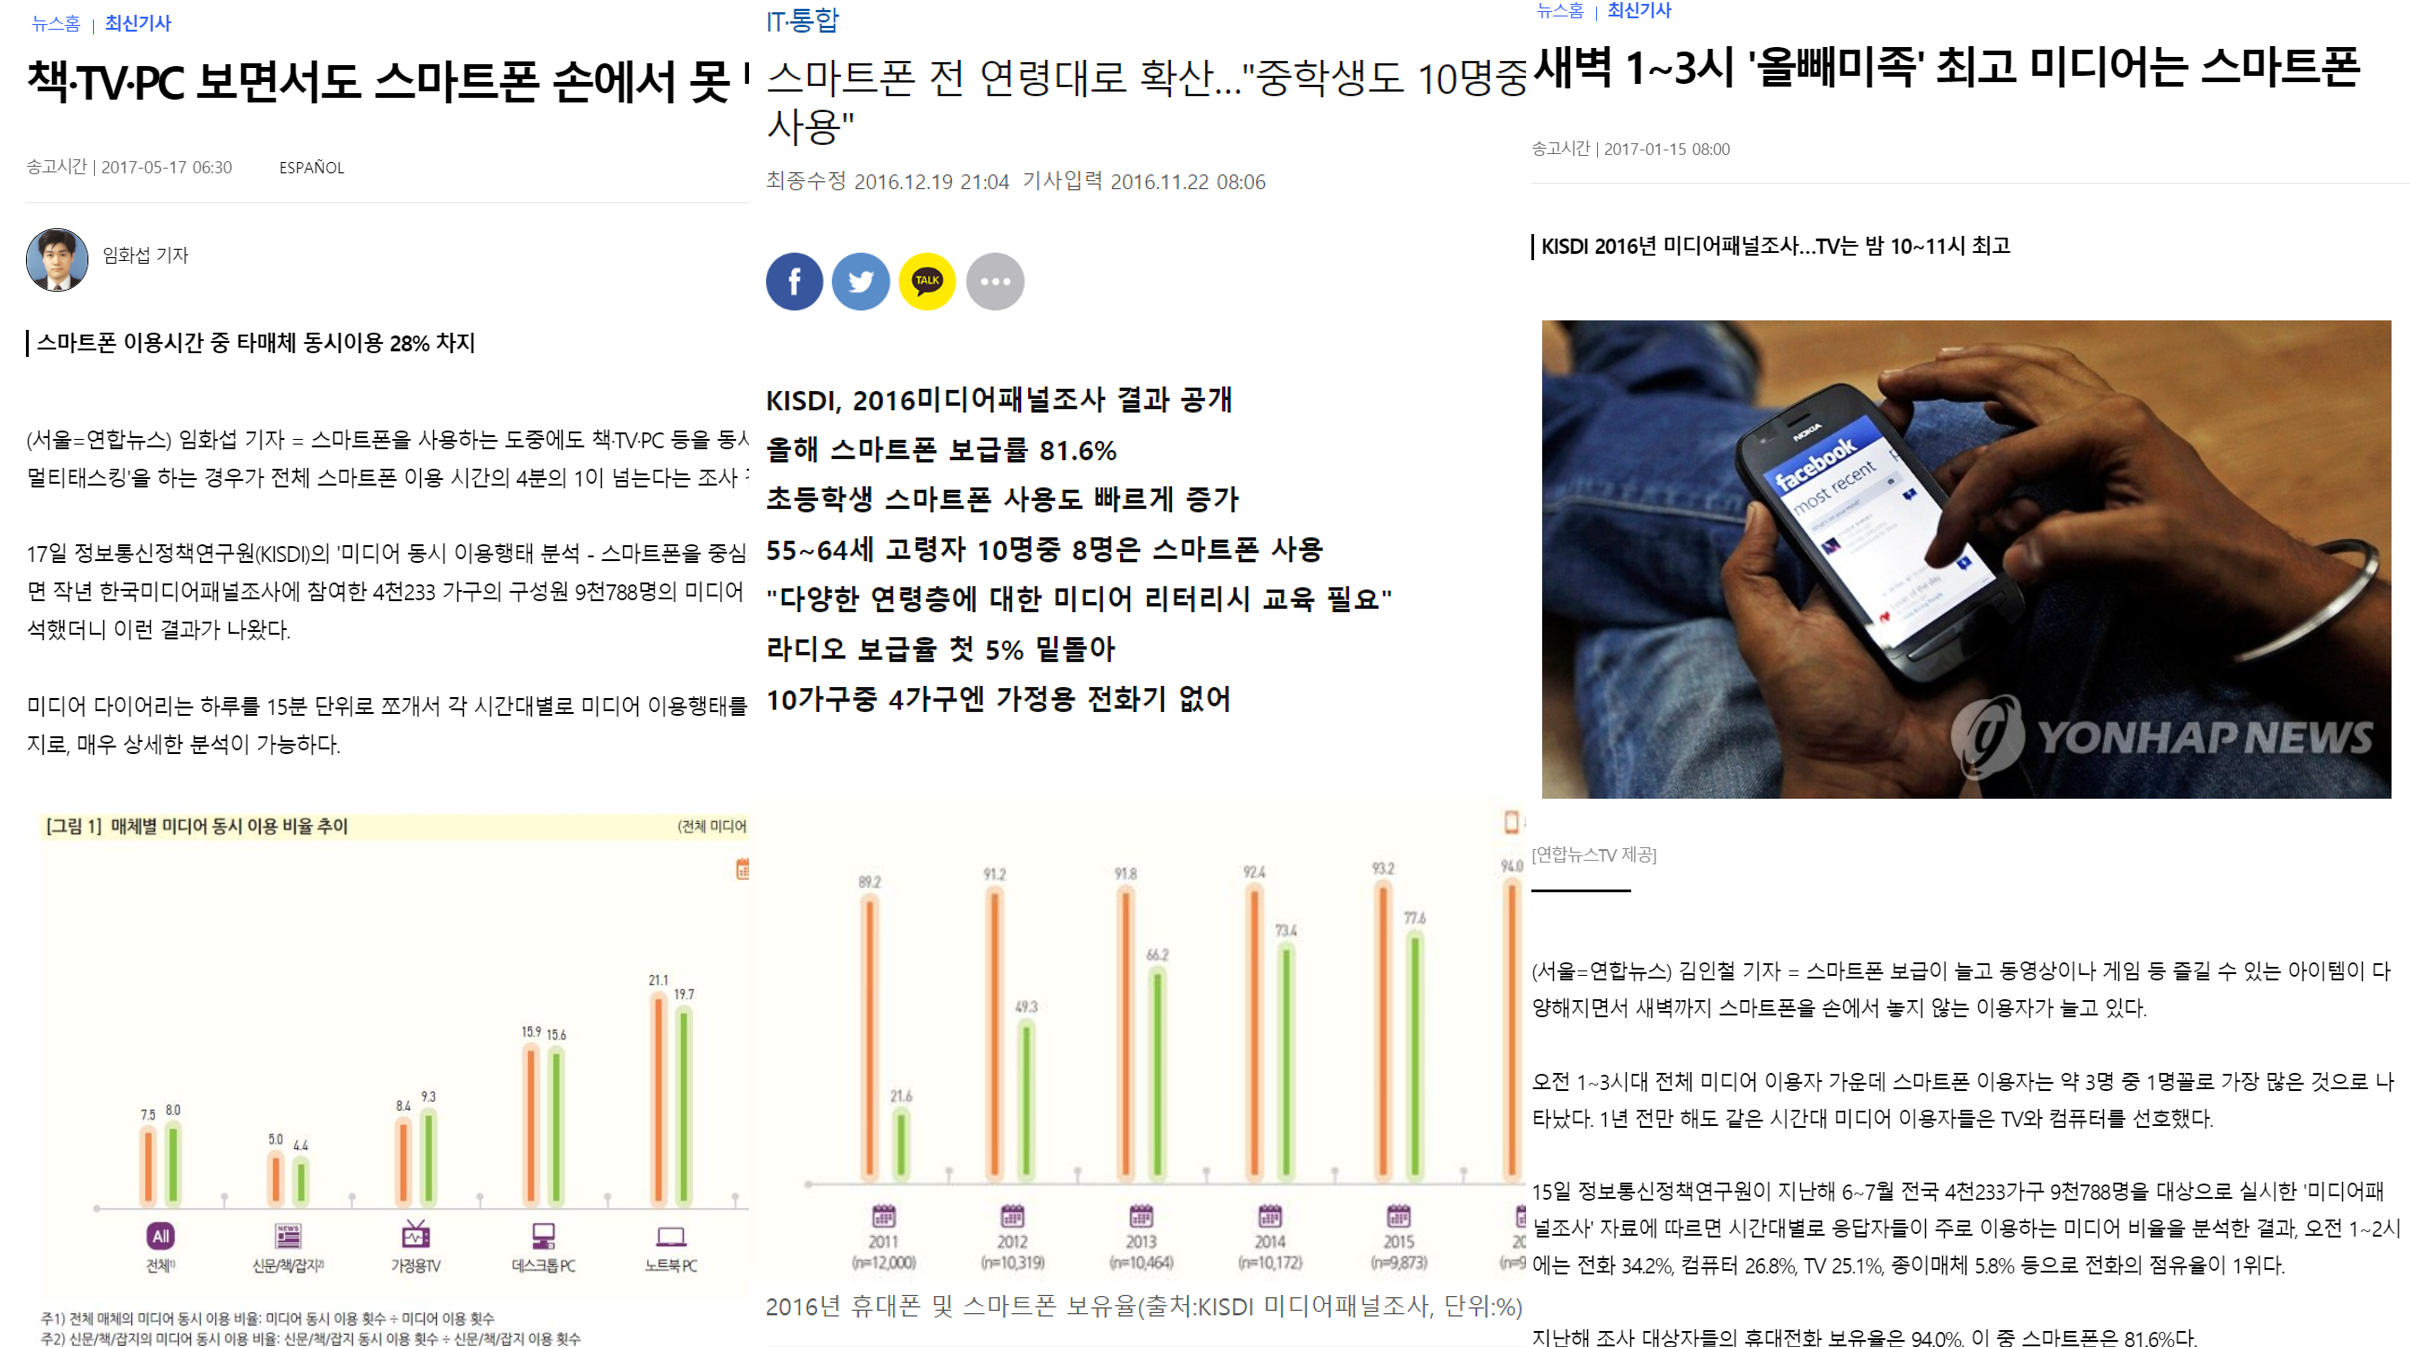 뉴스홈 | 최신기사
책·TV·PC 보면서도 스마트폰 손에서 못
송고시간 | 2017-05-17 06:30 ESPAÑOL
임화섭 기자
스마트폰 이용시간 중 타매체 동시이용 28% 차지
(서울=연합뉴스) 임화섭 기자 = 스마트폰을 사용하는 도중에도 책·TV·PC 등을 동시
멀티태스킹'을 하는 경우가 전체 스마트폰 이용 시간의 4분의 1이 넘는다는 조사
17일 정보통신정책연구원(KISDI)의 '미디어 동시 이용행태 분석 - 스마트폰을 중심
면 작년 한국미디어패널조사에 참여한 4천233 가구의 구성원 9천788명의 미디어
석했더니 이런 결과가 나왔다.
미디어 다이어리는 하루를 15분 단위로 쪼개서 각 시간대별로 미디어 이용행태를
지로, 매우 상세한 분석이 가능하다.
[그림 1] 매체별 미디어 동시 이용 비율 추이 (전체 미디어
7.5 8.0
5.0 4.4
8.4 9.3
15.9 15.6
21.1 19.7
All NEWS
전체¹⁾ 신문/책/잡지²⁾ 가정용TV 데스크톱 PC 노트북 PC
주1) 전체 매체의 미디어 동시 이용 비율: 미디어 동시 이용 횟수 ÷ 미디어 이용 횟수
주2) 신문/책/잡지의 미디어 동시 이용 비율: 신문/책/잡지 동시 이용 횟수 ÷ 신문/책/잡지 이용 횟수
IT·통합
스마트폰 전 연령대로 확산..."중학생도 10명중
사용"
최종수정 2016.12.19 21:04 기사입력 2016.11.22 08:06
f TALK
KISDI, 2016미디어패널조사 결과 공개
올해 스마트폰 보급률 81.6%
초등학생 스마트폰 사용도 빠르게 증가
55~64세 고령자 10명중 8명은 스마트폰 사용
"다양한 연령층에 대한 미디어 리터리시 교육 필요"
라디오 보급율 첫 5% 밑돌아
10가구중 4가구엔 가정용 전화기 없어
89.2 21.6
91.2 49.3
91.8 66.2
92.4 73.4
93.2 77.6
94.0
2011 2012 2013 2014 2015 20
(n=12,000) (n=10,319) (n=10,464) (n=10,172) (n=9,873) (n=9
2016년 휴대폰 및 스마트폰 보유율(출처:KISDI 미디어패널조사, 단위:%)
뉴스홈 | 최신기사
새벽 1~3시 '올빼미족' 최고 미디어는 스마트폰
송고시간 | 2017-01-15 08:00
KISDI 2016년 미디어패널조사...TV는 밤 10~11시 최고
NOKIA
facebook
most recent
YONHAP NEWS
[연합뉴스TV 제공]
(서울=연합뉴스) 김인철 기자 = 스마트폰 보급이 늘고 동영상이나 게임 등 즐길 수 있는 아이템이 다
양해지면서 새벽까지 스마트폰을 손에서 놓지 않는 이용자가 늘고 있다.
오전 1~3시대 전체 미디어 이용자 가운데 스마트폰 이용자는 약 3명 중 1명꼴로 가장 많은 것으로 나
타났다. 1년 전만 해도 같은 시간대 미디어 이용자들은 TV와 컴퓨터를 선호했다.
15일 정보통신정책연구원이 지난해 6~7월 전국 4천233가구 9천788명을 대상으로 실시한 '미디어패
널조사' 자료에 따르면 시간대별로 응답자들이 주로 이용하는 미디어 비율을 분석한 결과, 오전 1~2시
에는 전화 34.2%, 컴퓨터 26.8%, TV 25.1%, 종이매체 5.8% 등으로 전화의 점유율이 1위다.
지난해 조사 대상자들의 휴대전화 보유율은 94.0%, 이 중 스마트폰은 81.6%다.